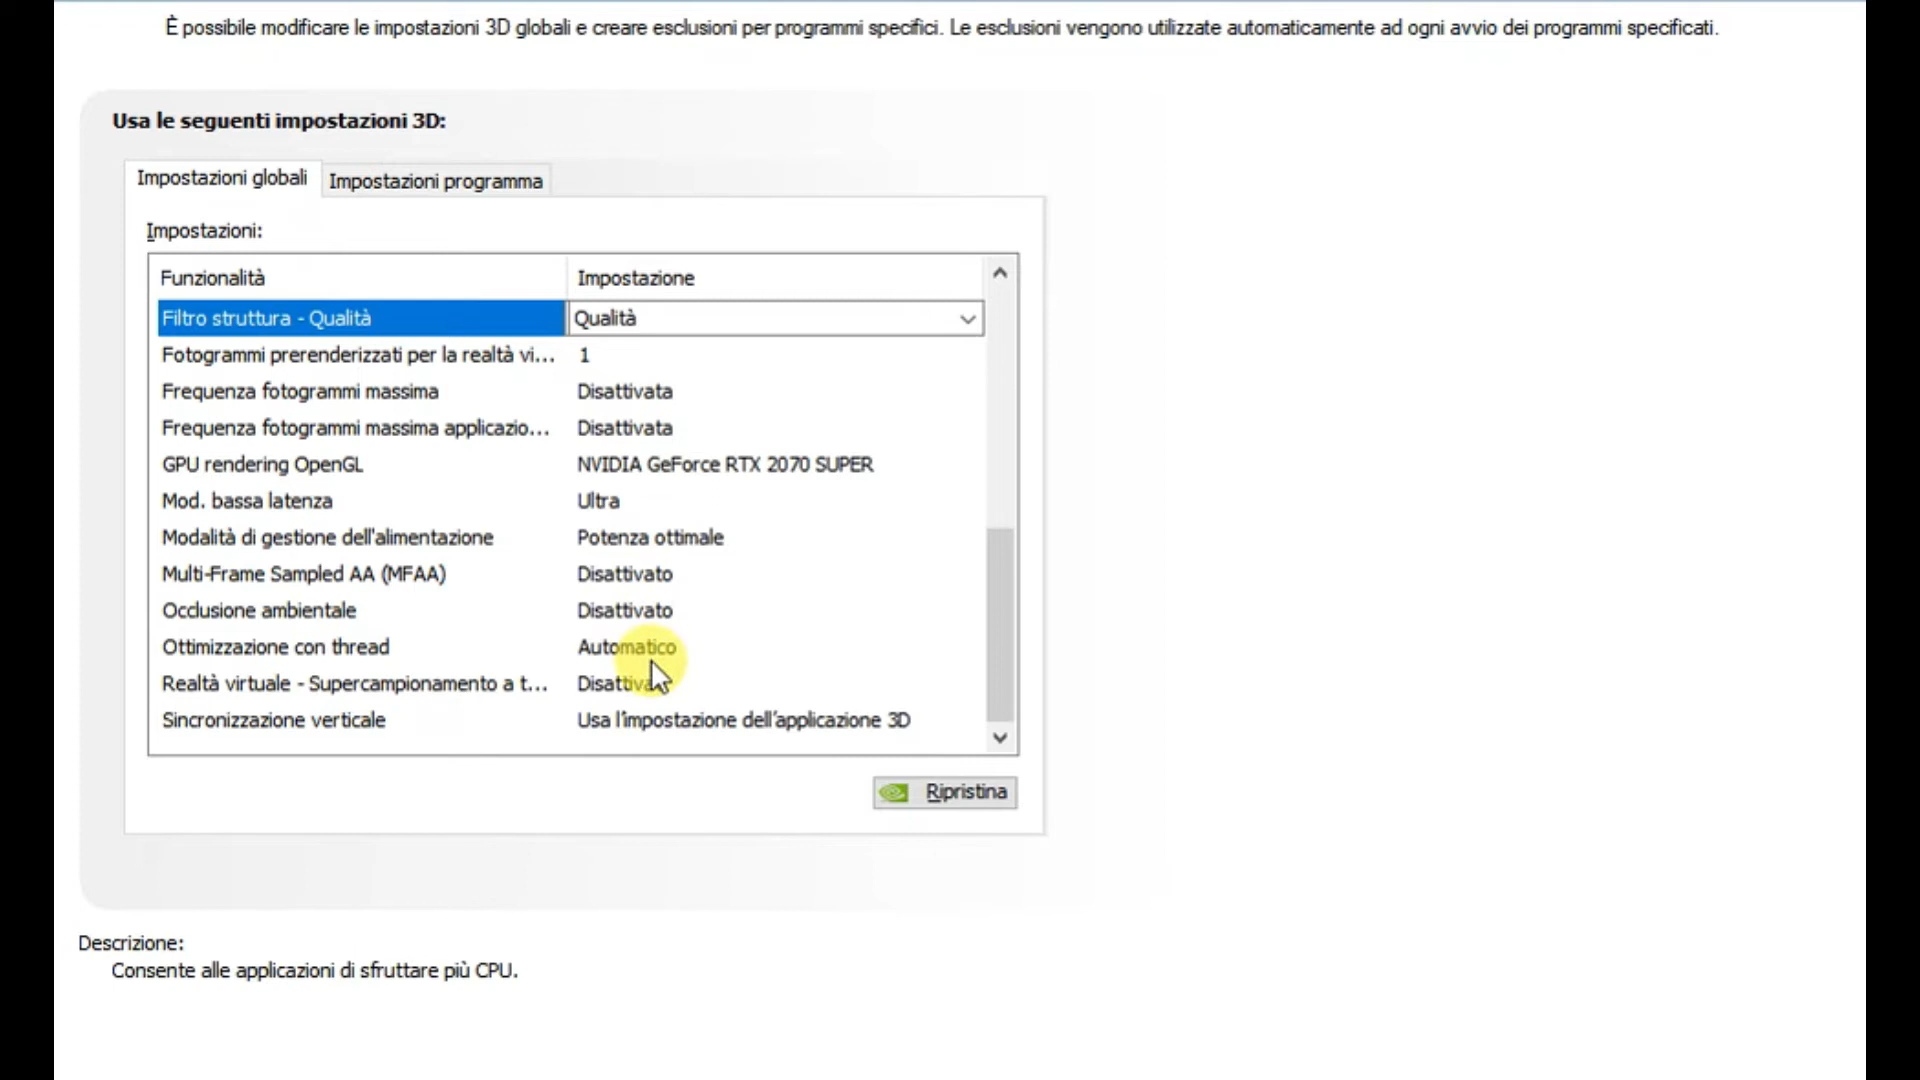 È possibile modificare le impostazioni 3D globali e creare esclusioni per programmi specifici. Le esclusioni vengono utilizzate automaticamente ad ogni avvio dei programmi specificati.
Usa le seguenti impostazioni 3D:
Impostazioni globali
Impostazioni programma
Impostazioni:
Funzionalità Impostazione
Filtro struttura - Qualità Qualità
Fotogrammi prerenderizzati per la realtà vi... 1
Frequenza fotogrammi massima Disattivata
Frequenza fotogrammi massima applicazio... Disattivata
GPU rendering OpenGL NVIDIA GeForce RTX 2070 SUPER
Mod. bassa latenza Ultra
Modalità di gestione dell'alimentazione Potenza ottimale
Multi-Frame Sampled AA (MFAA) Disattivato
Occlusione ambientale Disattivato
Ottimizzazione con thread Automatico
Realtà virtuale - Supercampionamento a t...
Sincronizzazione verticale Usa l'impostazione dell'applicazione 3D
Ripristina
Descrizione:
Consente alle applicazioni di sfruttare più CPU.